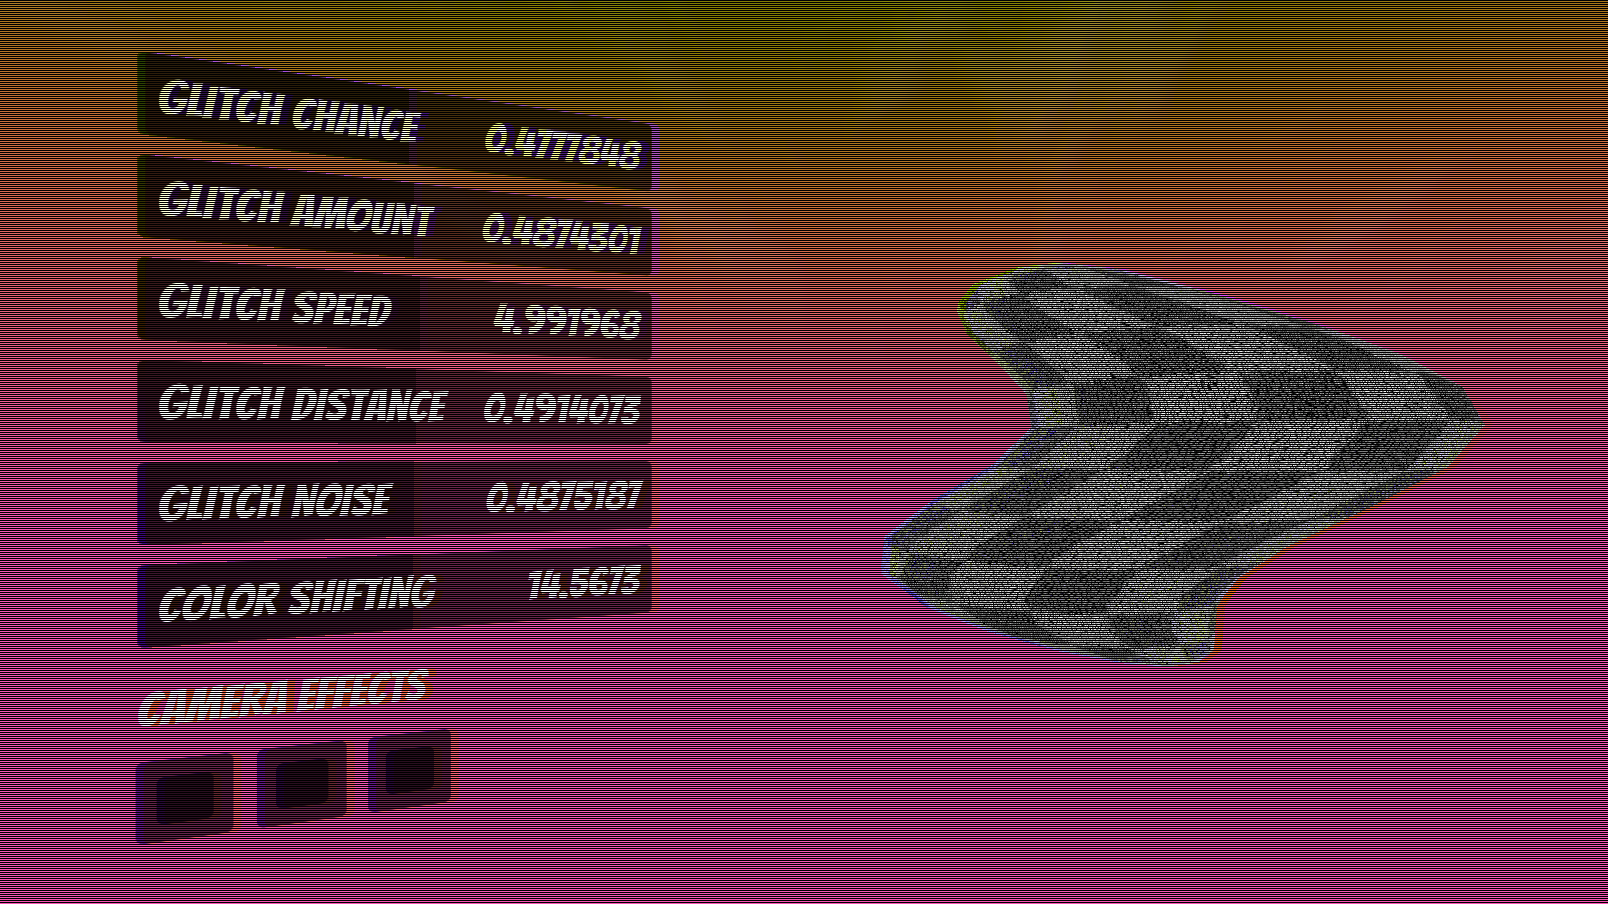 GLITCH CHANCE 0.4777848
GLITCH AMOUNT 0.4874301
GLITCH SPEED 4.991968
GLITCH DISTANCE 0.4914073
GLITCH NOISE 0.4875187
COLOR SHIFTING 14.5673
CAMERA EFFECTS